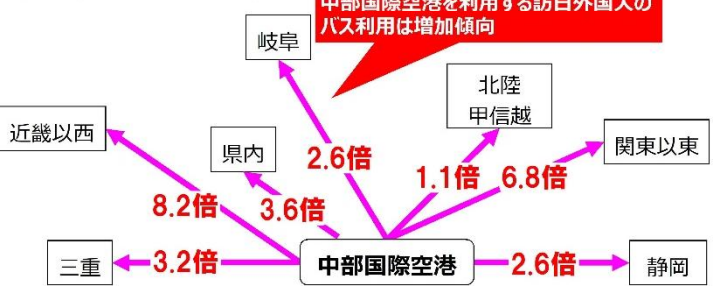 中部国際空港を利用する訪日外国人の
バス利用は増加傾向
岐阜
北陸
甲信越
近畿以西
県内
関東以東
2.6倍
1.1倍
6.8倍
8.2倍
3.6倍
三重
3.2倍
中部国際空港
2.6倍
静岡